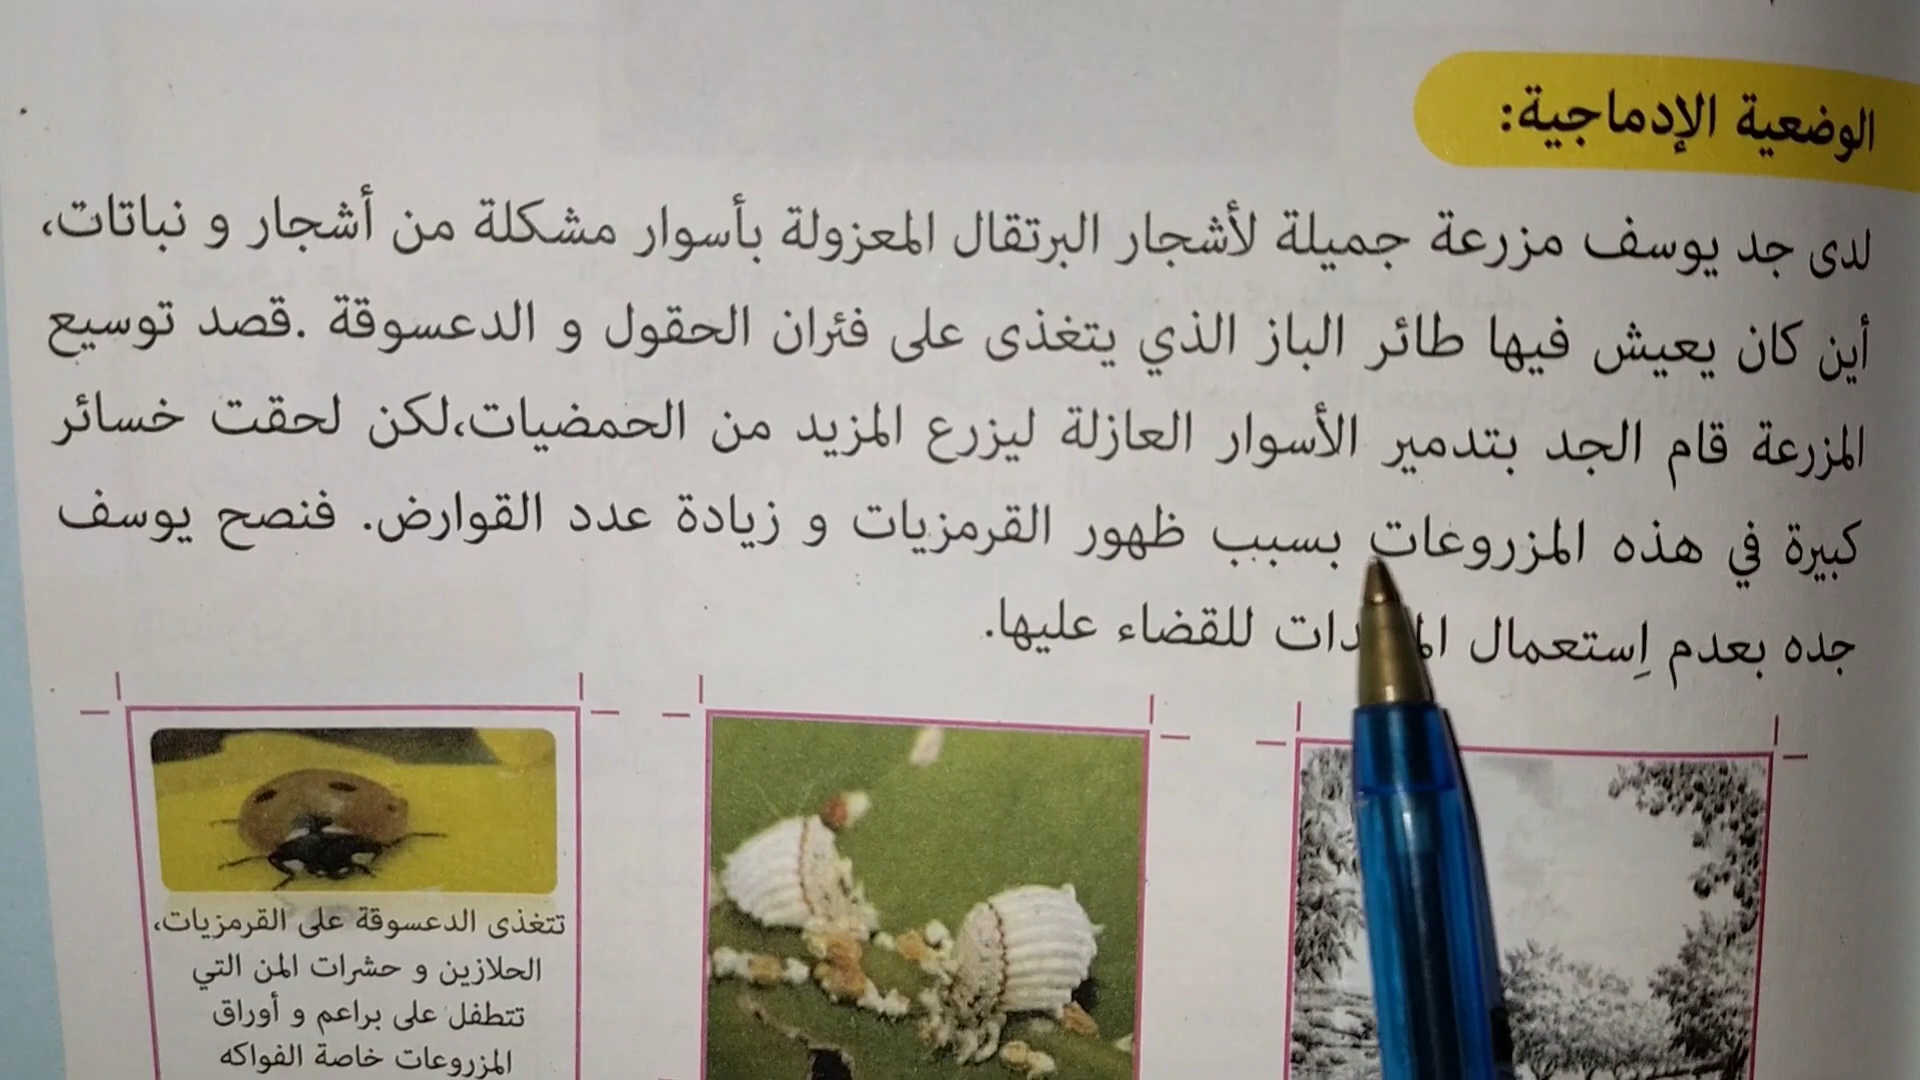 الوضعية الإدماجية:
لدى جد يوسف مزرعة جميلة لأشجار البرتقال المعزولة بأسوار مشكلة من أشجار و نباتات،
أين كان يعيش فيها طائر الباز الذي يتغذى على فئران الحقول و الدعسوقة .قصد توسيع
المزرعة قام الجد بتدمير الأسوار العازلة ليزرع المزيد من الحمضيات،لكن لحقت خسائر
كبيرة في هذه المزروعات بسبب ظهور القرمزيات و زيادة عدد القوارض. فنصح يوسف
جده بعدم اِستعمال للقضاء عليها.
تتغذى الدعسوقة على القرمزيات،
الحلازين و حشرات المن التي
تتطفل على براعم و أوراق
المزروعات خاصة الفواكه